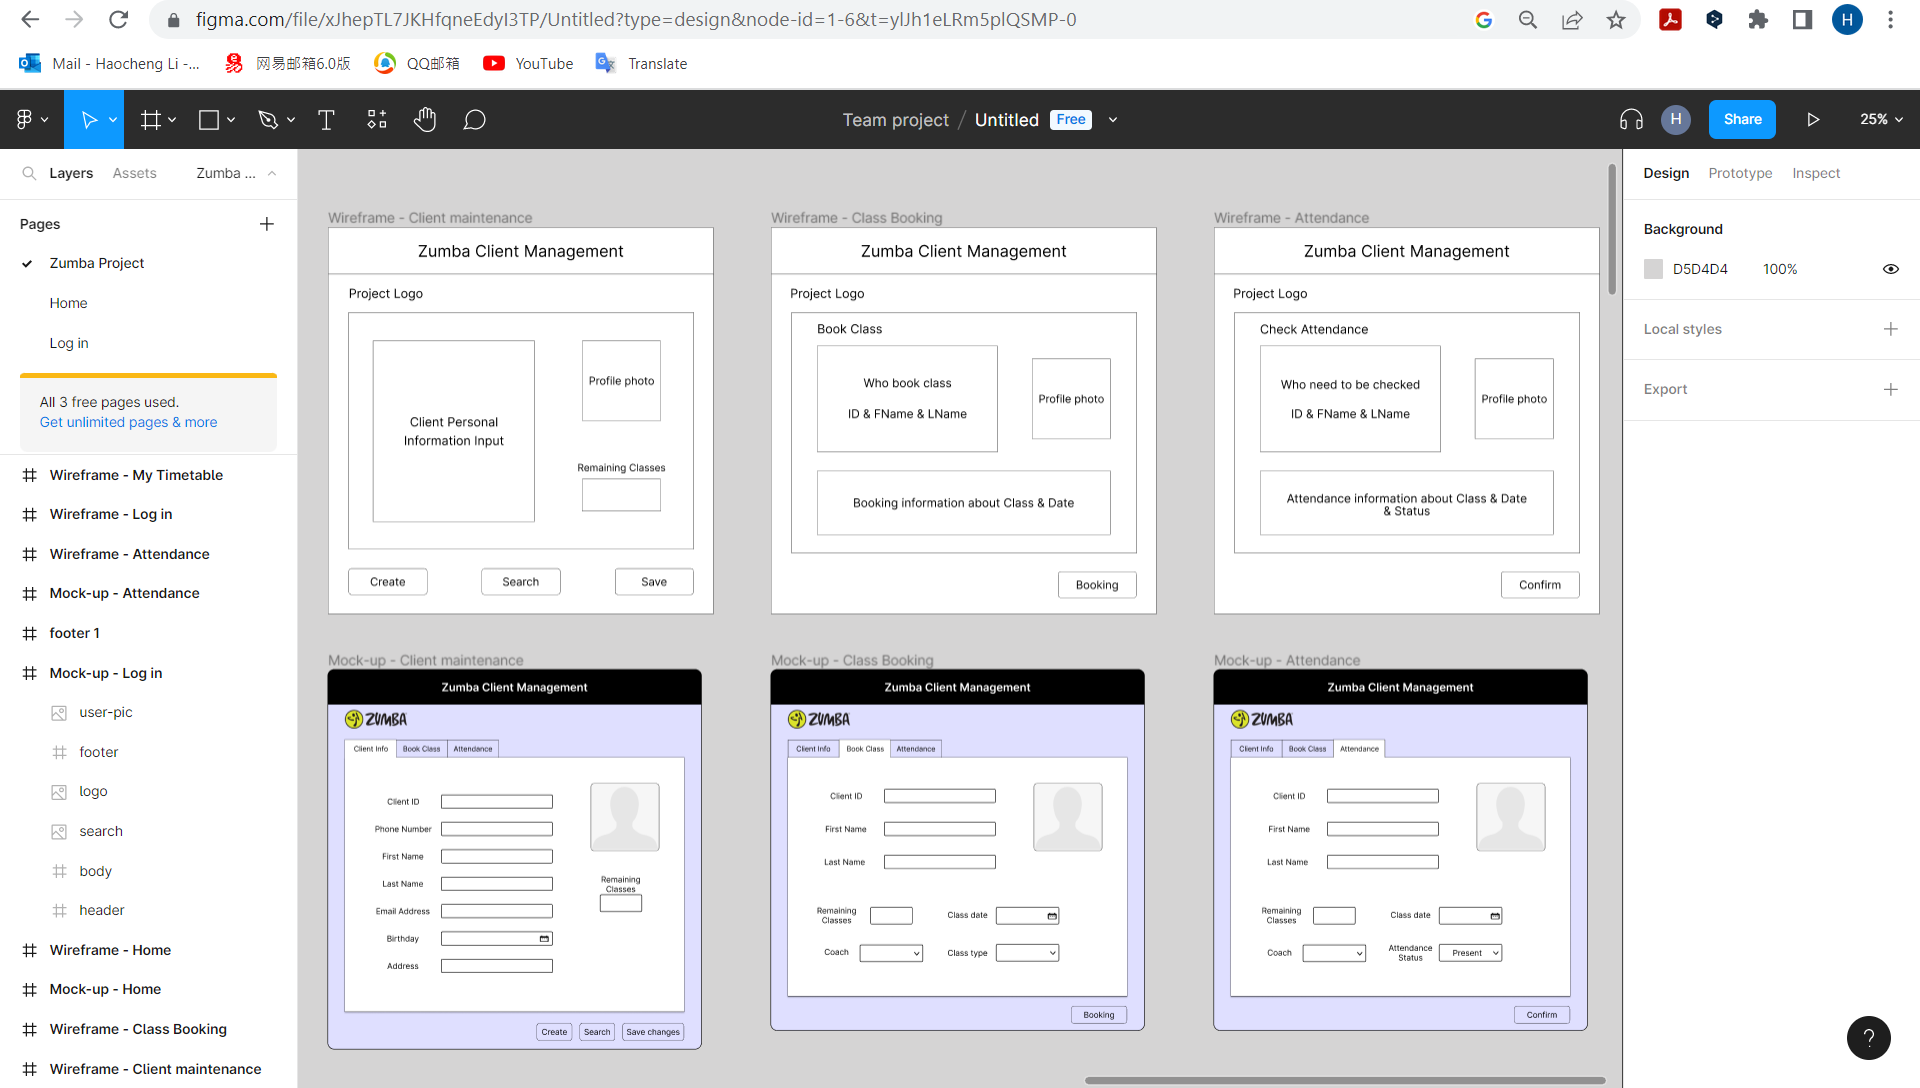 figma.com/file/xJhepTL7JKHfqneEdyI3TP/Untitled?type=design&node-id=1-6&t=ylJh1eLRm5plQSMP-0
H
Mail - Haocheng Li -...
网易邮箱6.0版
QQ邮箱
YouTube
Translate
Team project / Untitled
Free
H
Share
25%
Layers
Assets
Zumba ...
Design
Prototype
Inspect
Pages
Zumba Project
Home
Log in
All 3 free pages used.
Get unlimited pages & more
Wireframe - My Timetable
Wireframe - Log in
Wireframe - Attendance
Mock-up - Attendance
footer 1
Mock-up - Log in
user-pic
footer
logo
search
body
header
Wireframe - Home
Mock-up - Home
Wireframe - Class Booking
Wireframe - Client maintenance
Wireframe - Client maintenance
Zumba Client Management
Project Logo
Client Personal
Information Input
Profile photo
Remaining Classes
Create
Search
Save
Wireframe - Class Booking
Zumba Client Management
Project Logo
Book Class
Who book class
ID & FName & LName
Profile photo
Booking information about Class & Date
Booking
Wireframe - Attendance
Zumba Client Management
Project Logo
Check Attendance
Who need to be checked
ID & FName & LName
Profile photo
Attendance information about Class & Date
& Status
Confirm
Mock-up - Client maintenance
Zumba Client Management
ZUMBA
Client Info
Book Class
Attendance
Client ID
Phone Number
First Name
Last Name
Email Address
Birthday
Address
Remaining
Classes
Create
Search
Save changes
Mock-up - Class Booking
Zumba Client Management
ZUMBA
Client Info
Book Class
Attendance
Client ID
First Name
Last Name
Remaining
Classes
Class date
Coach
Class type
Booking
Mock-up - Attendance
Zumba Client Management
ZUMBA
Client Info
Book Class
Attendance
Client ID
First Name
Last Name
Remaining
Classes
Class date
Coach
Attendance
Status
Present
Confirm
Background
D5D4D4
100%
Local styles
Export
?